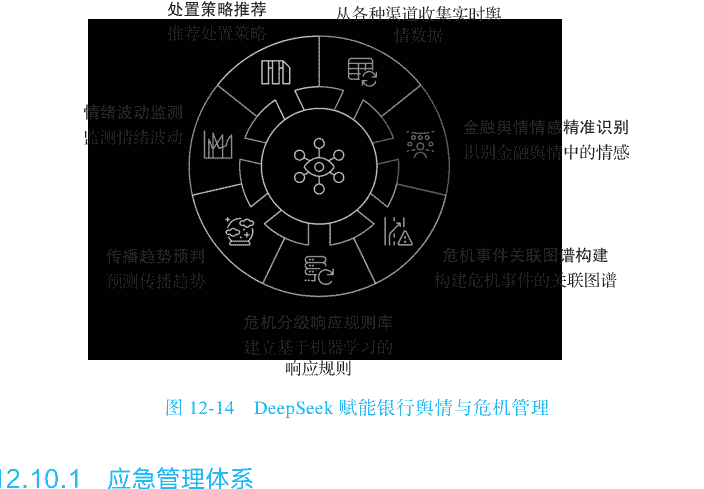 处置策略推荐
推荐处置策略
从各种渠道收集实时舆
情数据
情绪波动监测
监测情绪波动
金融舆情情感精准识别
识别金融舆情中的情感
传播趋势预判
预测传播趋势
危机事件关联图谱构建
构建危机事件的关联图谱
危机分级响应规则库
建立基于机器学习的
响应规则
图 12-14 DeepSeek 赋能银行舆情与危机管理
12.10.1 应急管理体系